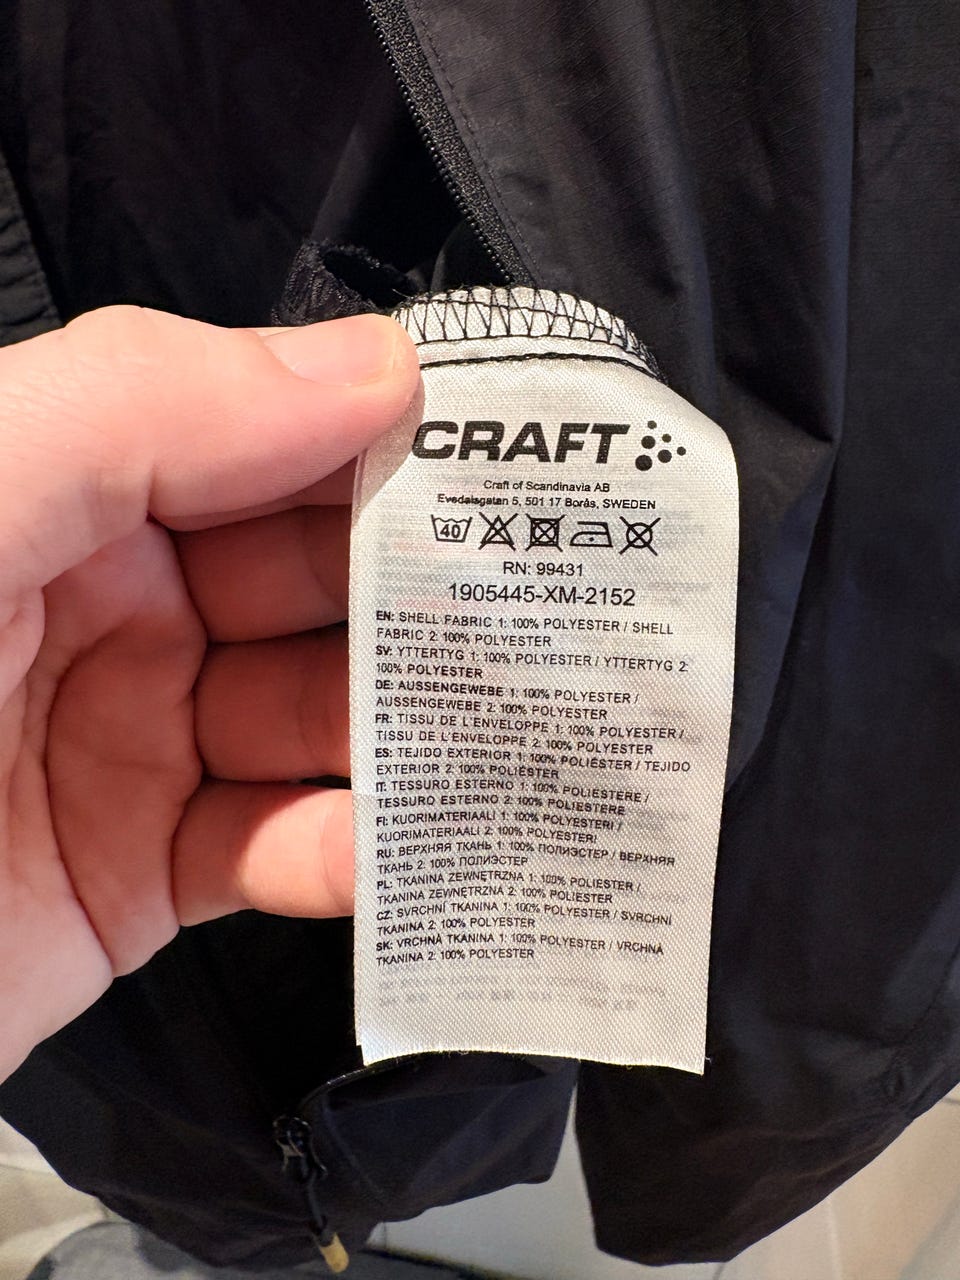 CRAFT
Craft of Scandinavia AB
Evedalsgatan 5, 501 17 Borås, SWEDEN
40
RN: 99431
1905445-XM-2152
EN: SHELL FABRIC 1: 100% POLYESTER / SHELL
FABRIC 2: 100% POLYESTER
SV: YTTERTYG 1: 100% POLYESTER / YTTERTYG 2:
100% POLYESTER
DE: AUSSENGEWEBE 1: 100% POLYESTER /
AUSSENGEWEBE 2: 100% POLYESTER
FR: TISSU DE L'ENVELOPPE 1: 100% POLYESTER /
TISSU DE L'ENVELOPPE 2: 100% POLYESTER
ES: TEJIDO EXTERIOR 1: 100% POLIÉSTER / TEJIDO
EXTERIOR 2: 100% POLIÉSTER
IT: TESSURO ESTERNO 1: 100% POLIESTERE /
TESSURO ESTERNO 2: 100% POLIESTERE
FI: KUORIMATERIAALI 1: 100% POLYESTERI /
KUORIMATERIAALI 2: 100% POLYESTERI
RU: ВЕРХНЯЯ ТКАНЬ 1: 100% ПОЛИЭСТЕР / ВЕРХНЯЯ
ТКАНЬ 2: 100% ПОЛИЭСТЕР
PL: TKANINA ZEWNĘTRZNA 1: 100% POLIESTER /
TKANINA ZEWNĘTRZNA 2: 100% POLIESTER
CZ: SVRCHNÍ TKANINA 1: 100% POLYESTER / SVRCHNI
TKANINA 2: 100% POLYESTER
SK: VRCHNÁ TKANINA 1: 100% POLYESTER / VRCHNÁ
TKANINA 2: 100% POLYESTER